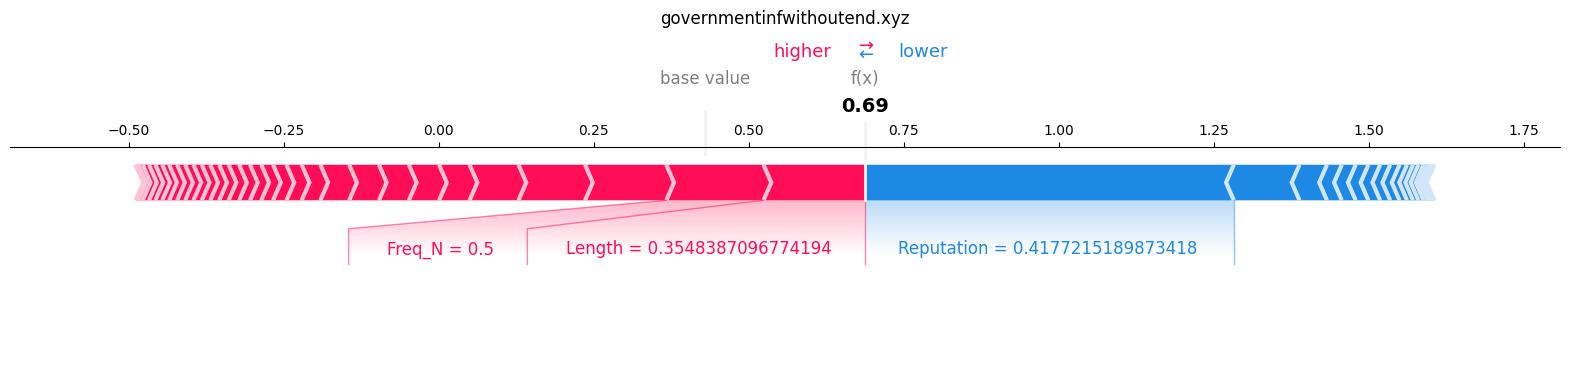 governmentinfwithoutend.xyz
higher ⇄ lower
base value f(x)
0.69
−0.50 −0.25 0.00 0.25 0.50 0.75 1.00 1.25 1.50 1.75
Freq_N = 0.5 Length = 0.3548387096774194 Reputation = 0.4177215189873418